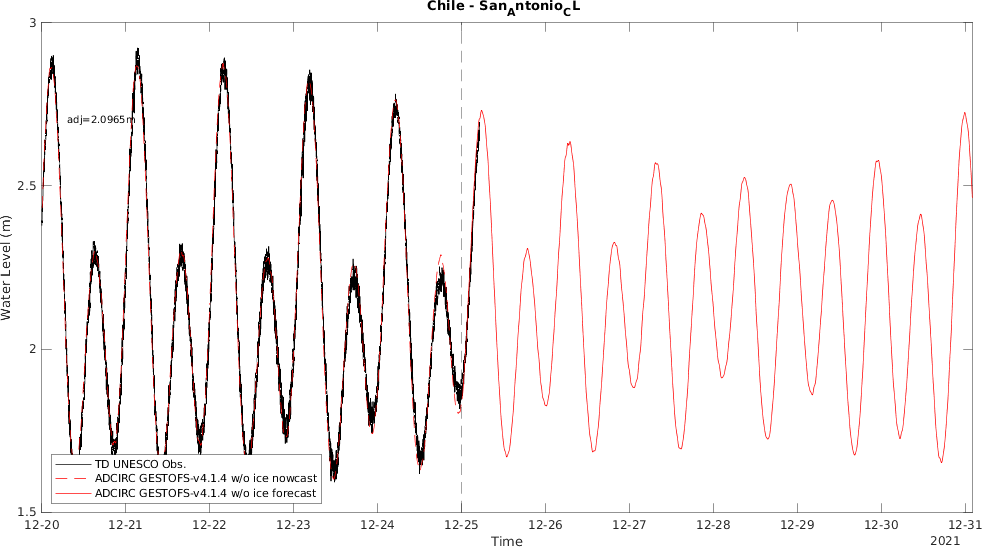 Chile - SanAntonioCL
3
adj=2.0965m
2.5
Water Level (m)
2
TD UNESCO Obs.
ADCIRC GESTOFS-v4.1.4 w/o ice nowcast
ADCIRC GESTOFS-v4.1.4 w/o ice forecast
1.5
12-20 12-21 12-22 12-23 12-24 12-25 12-26 12-27 12-28 12-29 12-30 12-31
Time
2021